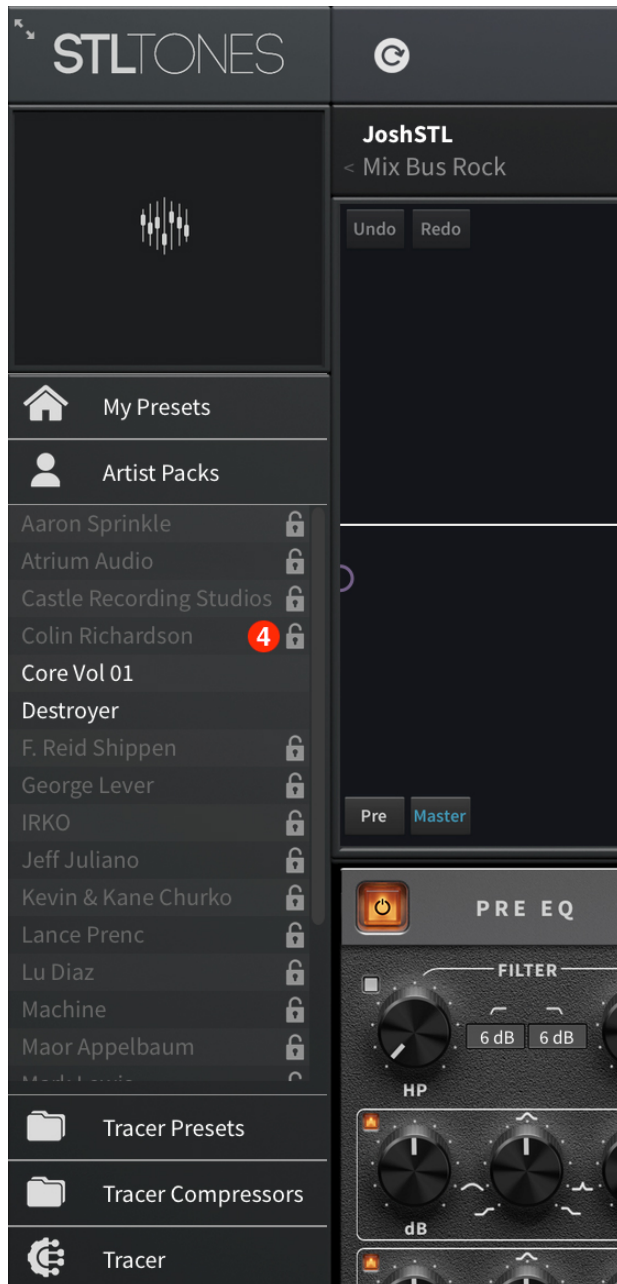 STLTONES
JoshSTL
< Mix Bus Rock
Undo Redo
My Presets
Artist Packs
Aaron Sprinkle
Atrium Audio
Castle Recording Studios
Colin Richardson 4
Core Vol 01
Destroyer
F. Reid Shippen
George Lever
IRKO
Jeff Juliano
Kevin & Kane Churko
Lance Prenc
Lu Diaz
Machine
Maor Appelbaum
Pre Master
PRE EQ
FILTER
6 dB 6 dB
HP
dB
Tracer Presets
Tracer Compressors
Tracer